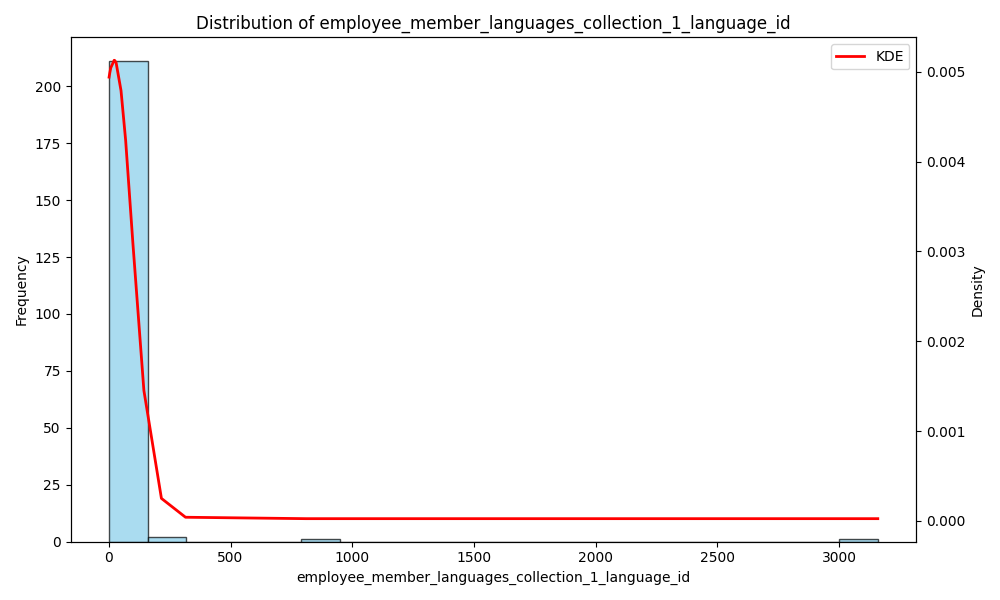 Distribution of employee_member_languages_collection_1_language_id
KDE
Frequency
200
175
150
125
100
75
50
25
0
0.005
0.004
0.003
0.002
0.001
0.000
Density
0 500 1000 1500 2000 2500 3000
employee_member_languages_collection_1_language_id